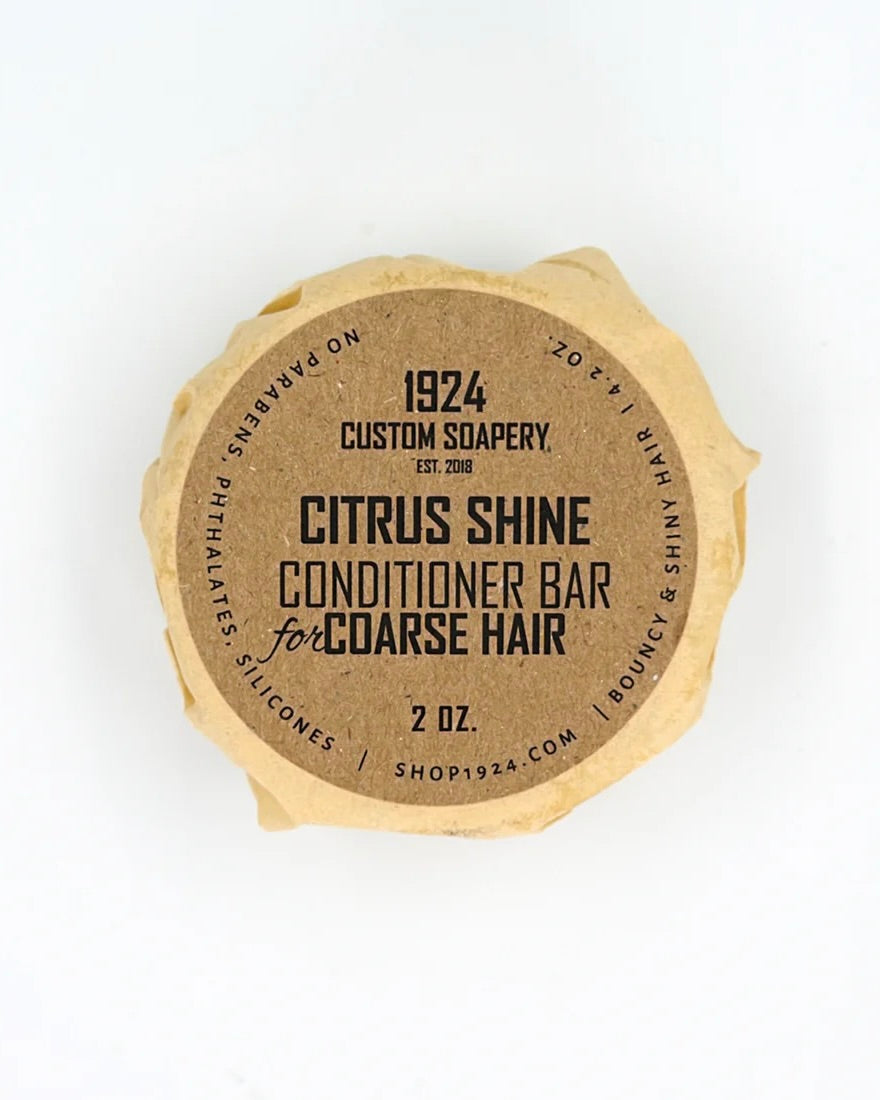 1924
CUSTOM SOAPERY
EST. 2018
CITRUS SHINE
CONDITIONER BAR
for COARSE HAIR
2 OZ.
NO PARABENS, PHTHALATES, SILICONES | SHOP1924.COM | BOUNCY & SHINY HAIR | 4.2 OZ.